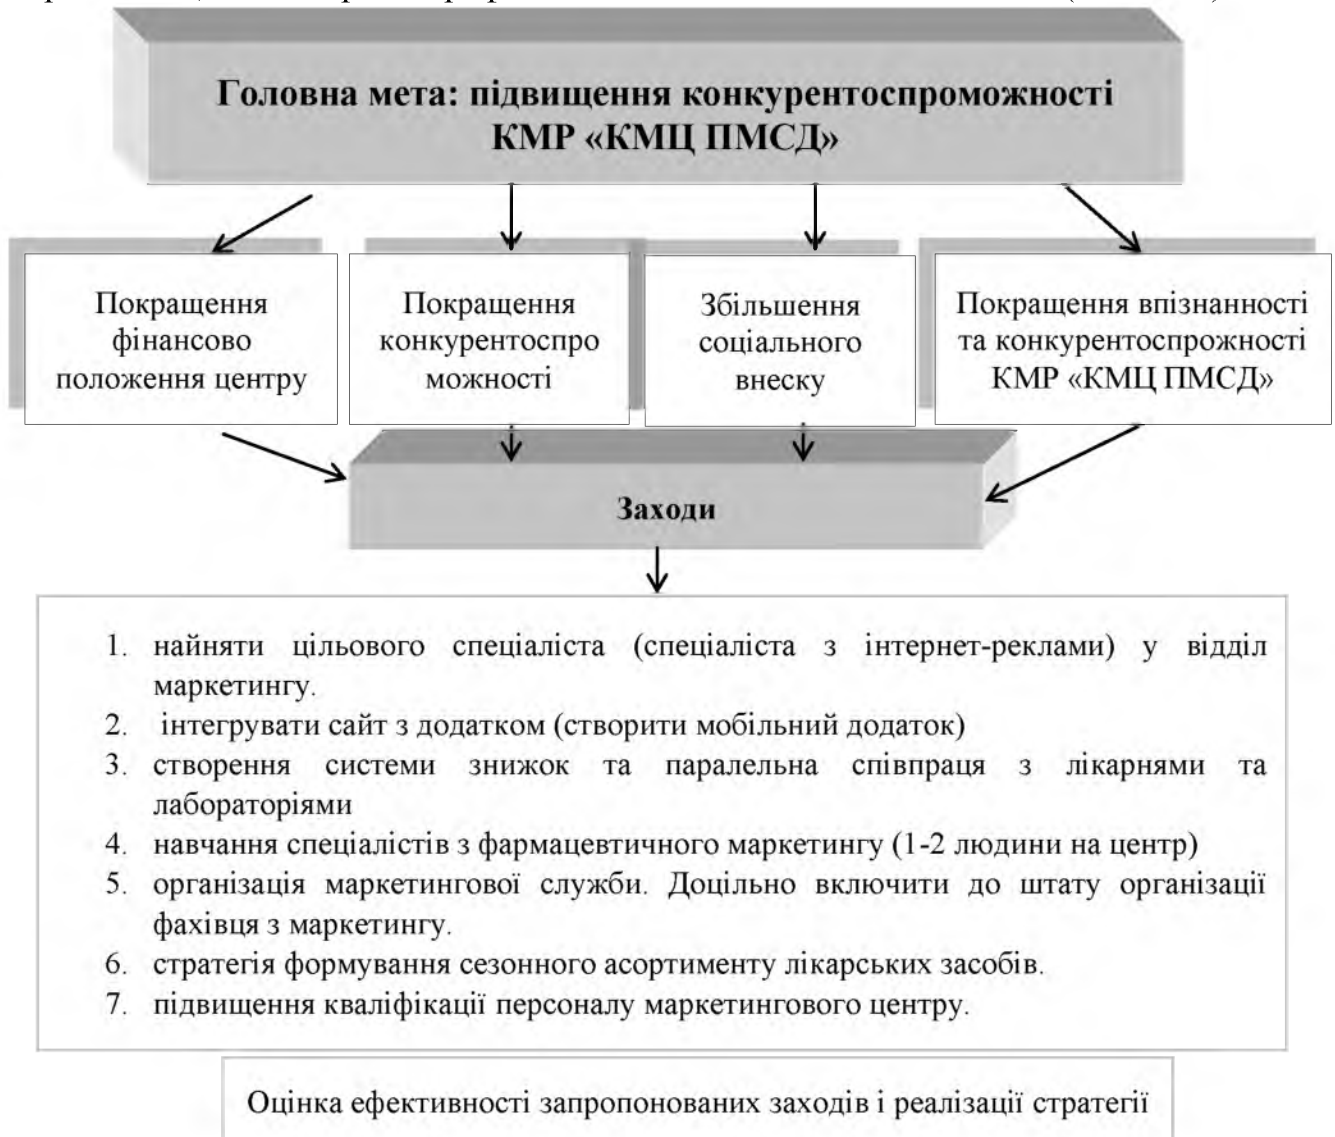 Головна мета: підвищення конкурентоспроможності
КМР «КМЦ ПМСД»
Покращення
фінансово
положення центру
Покращення
конкурентоспро
можності
Збільшення
соціального
внеску
Покращення впізнанності
та конкурентоспрожності
КМР «КМЦ ПМСД»
Заходи
1. найняти цільового спеціаліста (спеціаліста з інтернет-реклами) у відділ
маркетингу.
2. інтегрувати сайт з додатком (створити мобільний додаток)
3. створення системи знижок та паралельна співпраця з лікарнями та
лабораторіями
4. навчання спеціалістів з фармацевтичного маркетингу (1-2 людини на центр)
5. організація маркетингової служби. Доцільно включити до штату організації
фахівця з маркетингу.
6. стратегія формування сезонного асортименту лікарських засобів.
7. підвищення кваліфікації персоналу маркетингового центру.
Оцінка ефективності запропонованих заходів і реалізації стратегії